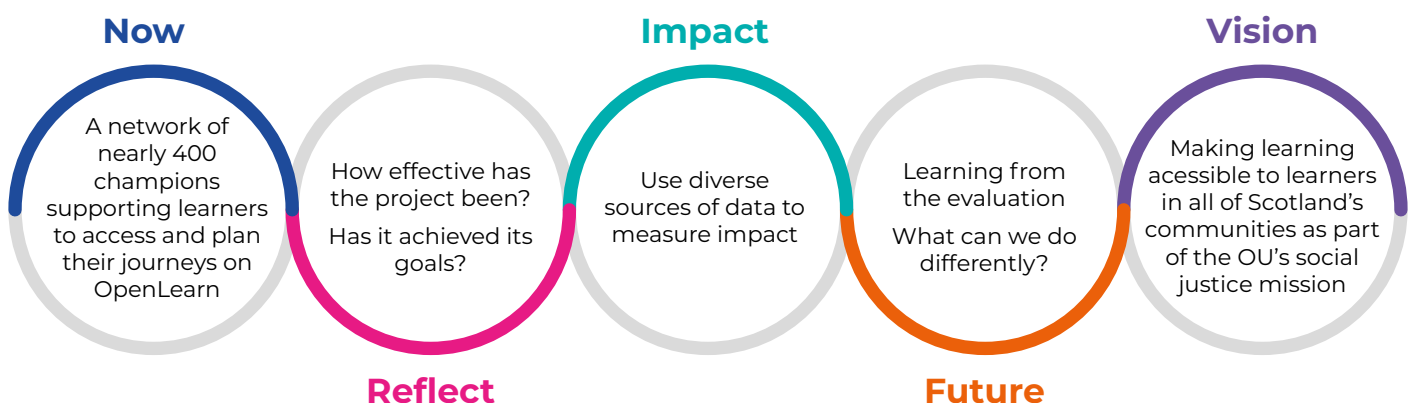 Now
A network of
nearly 400
champions
supporting learners
to access and plan
their journeys on
OpenLearn
How effective has
the project been?
Has it achieved its
goals?
Reflect
Impact
Use diverse
sources of data to
measure impact
Learning from
the evaluation
What can we do
differently?
Future
Vision
Making learning
acessible to learners
in all of Scotland’s
communities as part
of the OU’s social
justice mission